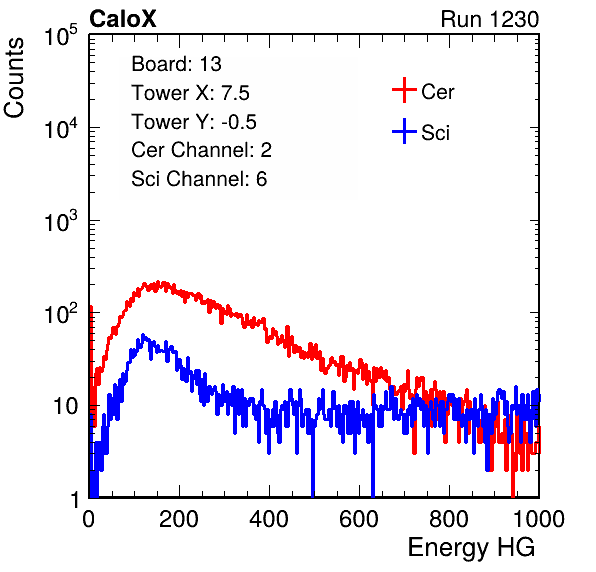 CaloX Run 1230
Counts
10^5
10^4
10^3
10^2
10
1
Board: 13
Tower X: 7.5
Tower Y: -0.5
Cer Channel: 2
Sci Channel: 6
Cer
Sci
0 200 400 600 800 1000
Energy HG